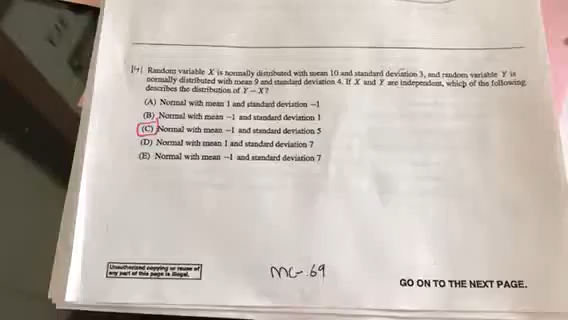 14) Random variable X is normally distributed with mean 10 and standard deviation 3, and random variable Y is
normally distributed with mean 9 and standard deviation 4. If X and Y are independent, which of the following
describes the distribution of Y − X?
(A) Normal with mean 1 and standard deviation −1
(B) Normal with mean −1 and standard deviation 1
(C) Normal with mean −1 and standard deviation 5
(D) Normal with mean 1 and standard deviation 7
(E) Normal with mean −1 and standard deviation 7
Unauthorized copying or reuse of
any part of this page is illegal.
MC-69
GO ON TO THE NEXT PAGE.